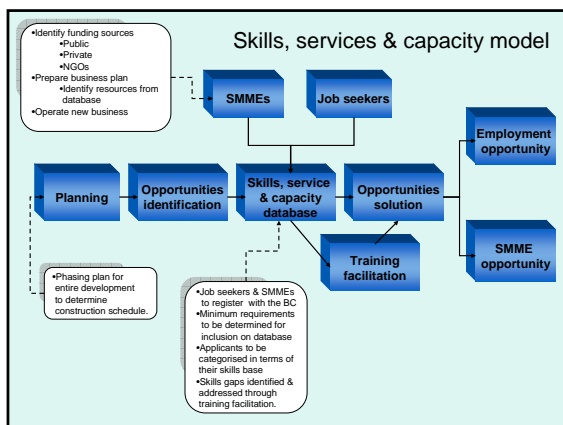 Skills, services & capacity model
•Identify funding sources
•Public
•Private
•NGOs
•Prepare business plan
•Identify resources from
database
•Operate new business
SMMEs
Job seekers
Employment
opportunity
Planning
Opportunities
identification
Skills, service
& capacity
database
Opportunities
solution
Training
facilitation
SMME
opportunity
•Phasing plan for
entire development
to determine
construction schedule.
•Job seekers & SMMEs
to register with the BC
•Minimum requirements
to be determined for
inclusion on database
•Applicants to be
categorised in terms of
their skills base
•Skills gaps identified &
addressed through
training facilitation.